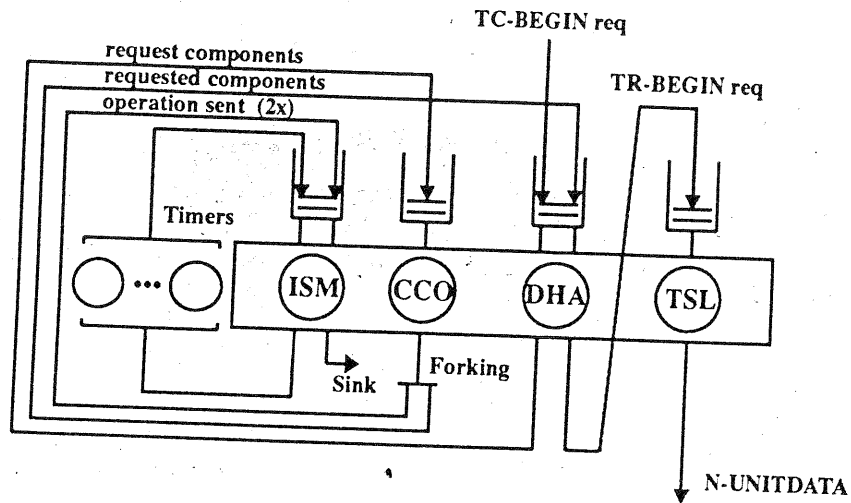 TC-BEGIN req
request components
requested components
TR-BEGIN req
operation sent (2x)
Timers
ISM
CCO
DHA
TSL
Sink
Forking
N-UNITDATA